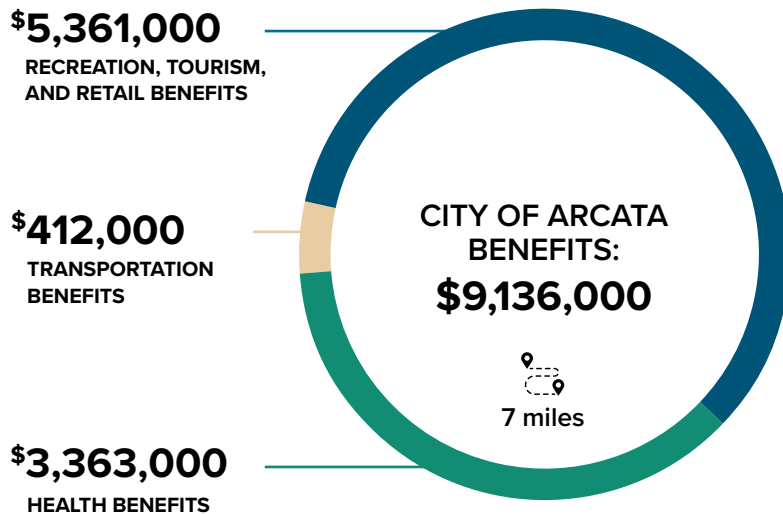 $5,361,000
RECREATION, TOURISM,
AND RETAIL BENEFITS
$412,000
TRANSPORTATION
BENEFITS
$3,363,000
HEALTH BENEFITS
CITY OF ARCATA
BENEFITS:
$9,136,000
7 miles